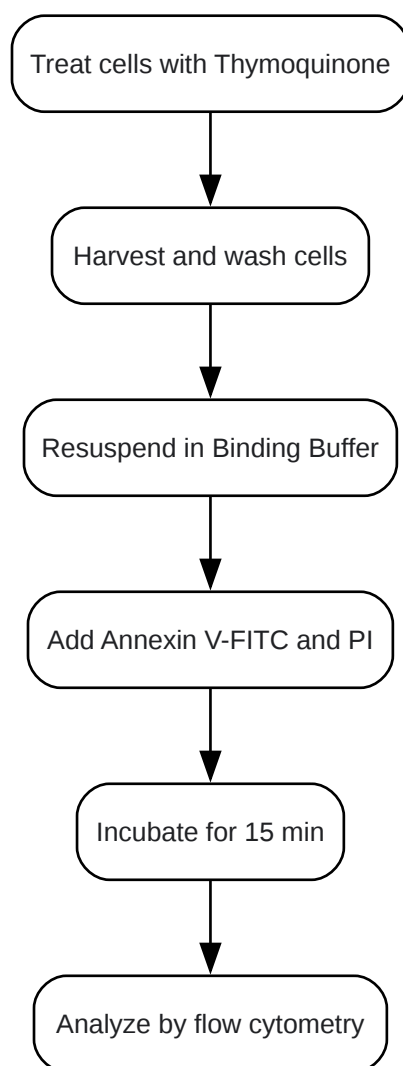 Treat cells with Thymoquinone
Harvest and wash cells
Resuspend in Binding Buffer
Add Annexin V-FITC and PI
Incubate for 15 min
Analyze by flow cytometry